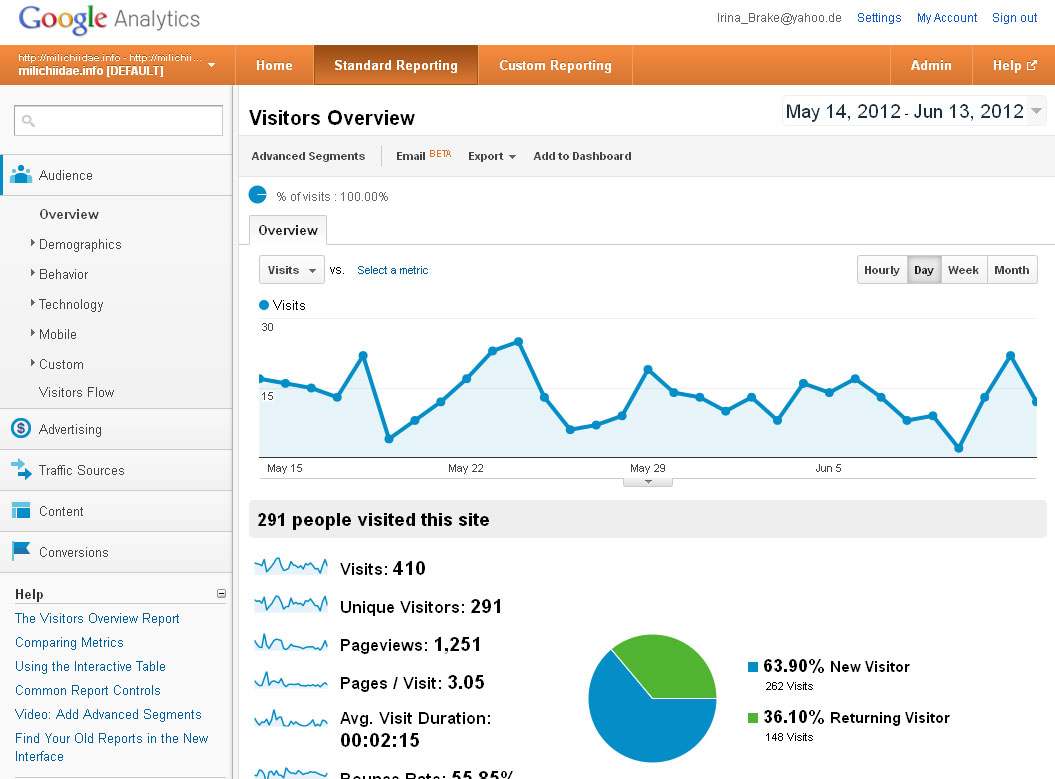 Google Analytics
Irina_Brake@yahoo.de Settings My Account Sign out
http://milichiidae.info - http://milichii...
milichiidae.info [DEFAULT]
Home Standard Reporting Custom Reporting Admin Help
Visitors Overview
May 14, 2012 - Jun 13, 2012
Advanced Segments Email BETA Export Add to Dashboard
% of visits : 100.00%
Overview
Visits vs. Select a metric
Hourly Day Week Month
Visits
30
15
May 15 May 22 May 29 Jun 5
Audience
Overview
Demographics
Behavior
Technology
Mobile
Custom
Visitors Flow
Advertising
Traffic Sources
Content
Conversions
Help
The Visitors Overview Report
Comparing Metrics
Using the Interactive Table
Common Report Controls
Video: Add Advanced Segments
Find Your Old Reports in the New
Interface
291 people visited this site
Visits: 410
Unique Visitors: 291
Pageviews: 1,251
Pages / Visit: 3.05
Avg. Visit Duration:
00:02:15
Bounce Rate: 55.85%
63.90% New Visitor
262 Visits
36.10% Returning Visitor
148 Visits